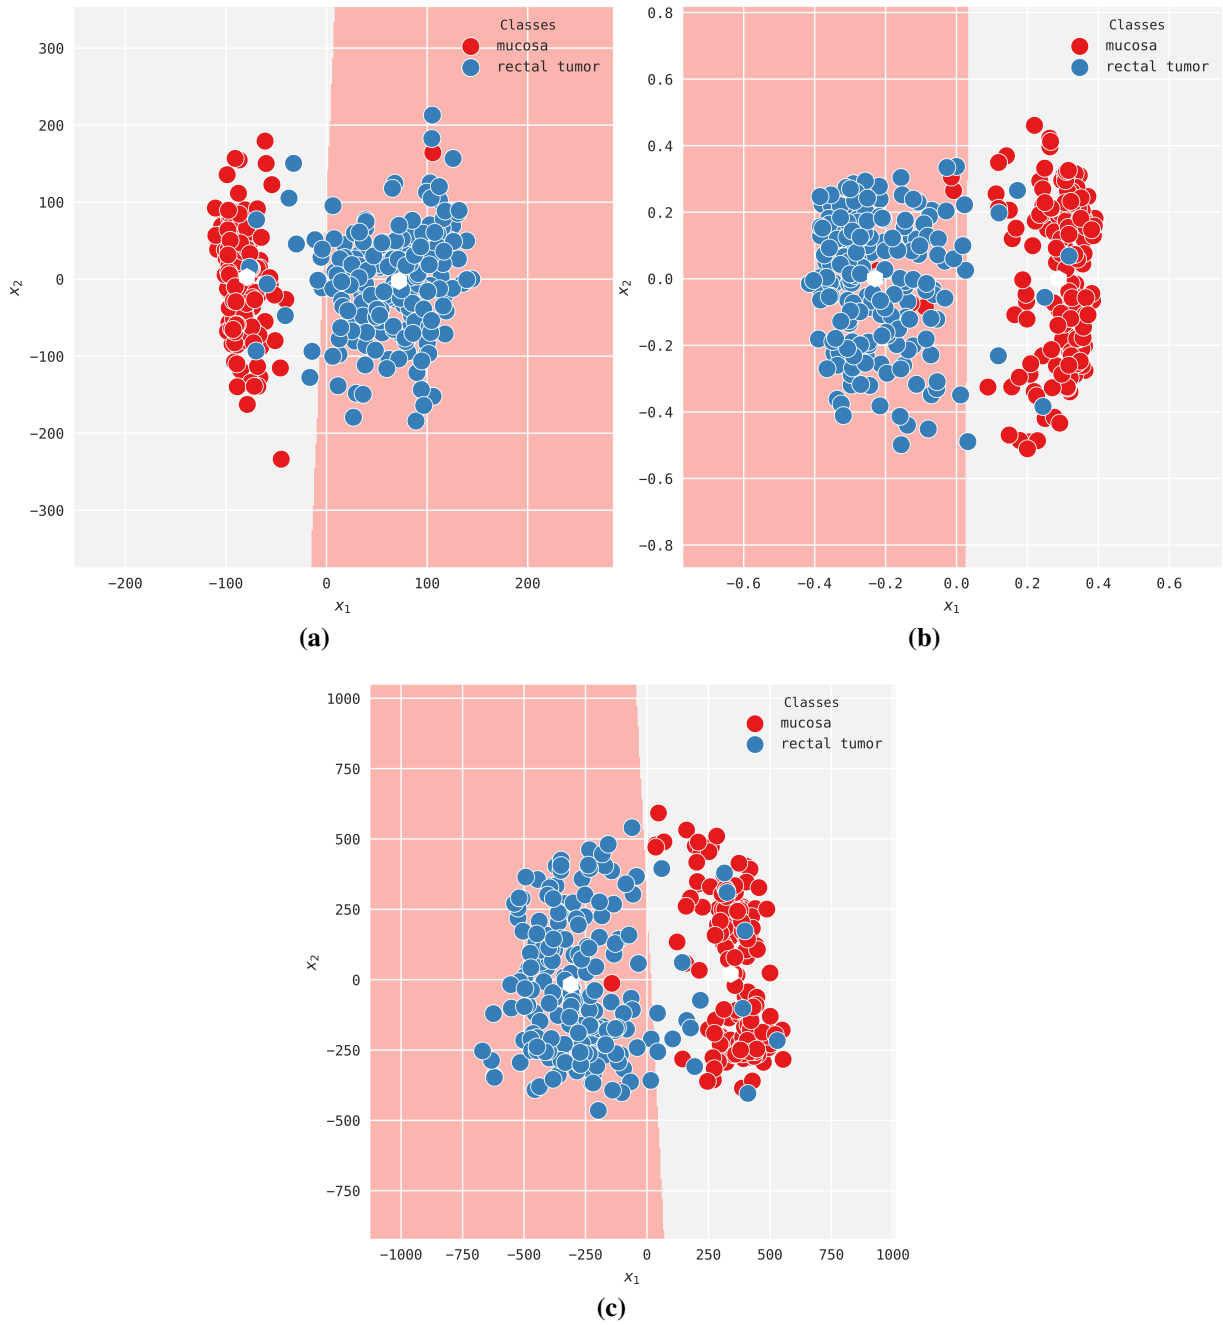 Classes
mucosa
rectal tumor
300
200
100
0
−100
−200
−300
x₂
−200 −100 0 100 200
x₁
(a)
Classes
mucosa
rectal tumor
0.8
0.6
0.4
0.2
0.0
−0.2
−0.4
−0.6
−0.8
x₂
−0.6 −0.4 −0.2 0.0 0.2 0.4 0.6
x₁
(b)
Classes
mucosa
rectal tumor
1000
750
500
250
0
−250
−500
−750
x₂
−1000 −750 −500 −250 0 250 500 750 1000
x₁
(c)